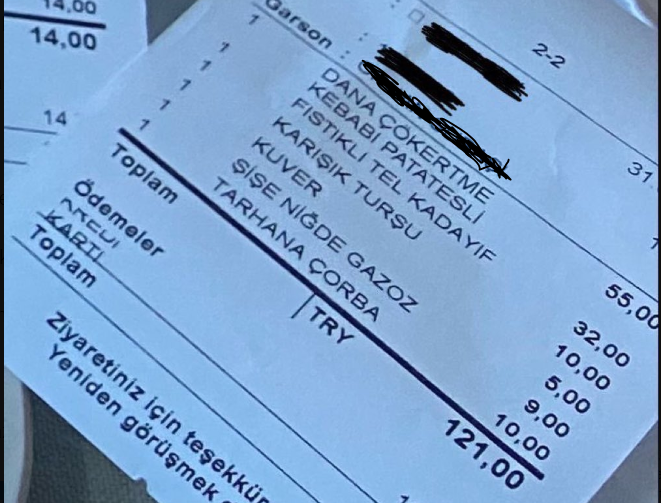 14,00
14,00
14
2-2
Garson :
31.
1 DANA ÇÖKERTME
KEBABI PATATESLİ 55,00
1 FISTIKLI TEL KADAYIF 32,00
1 KARIŞIK TURŞU 10,00
1 KUVER 5,00
1 ŞİŞE NİĞDE GAZOZ 9,00
1 TARHANA ÇORBA 10,00
Toplam TRY 121,00
Ödemeler
KARTI
Toplam
Ziyaretiniz için teşekkür
Yeniden görüşmek